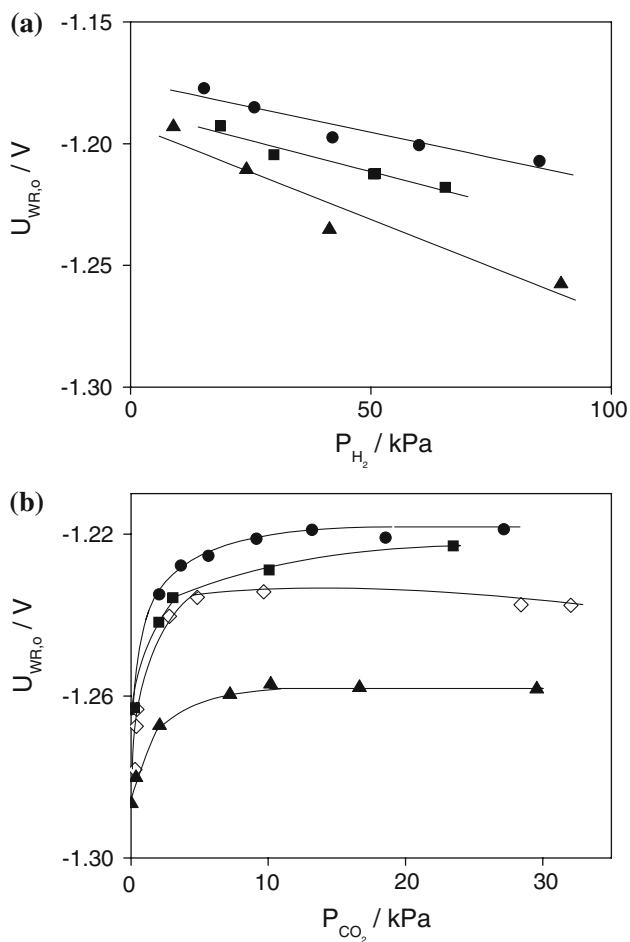 (a)
-1.15
-1.20
-1.25
-1.30
U_WR,o / V
0
50
100
P_H₂ / kPa
(b)
-1.22
-1.26
-1.30
U_WR,o / V
0
10
20
30
P_CO₂ / kPa